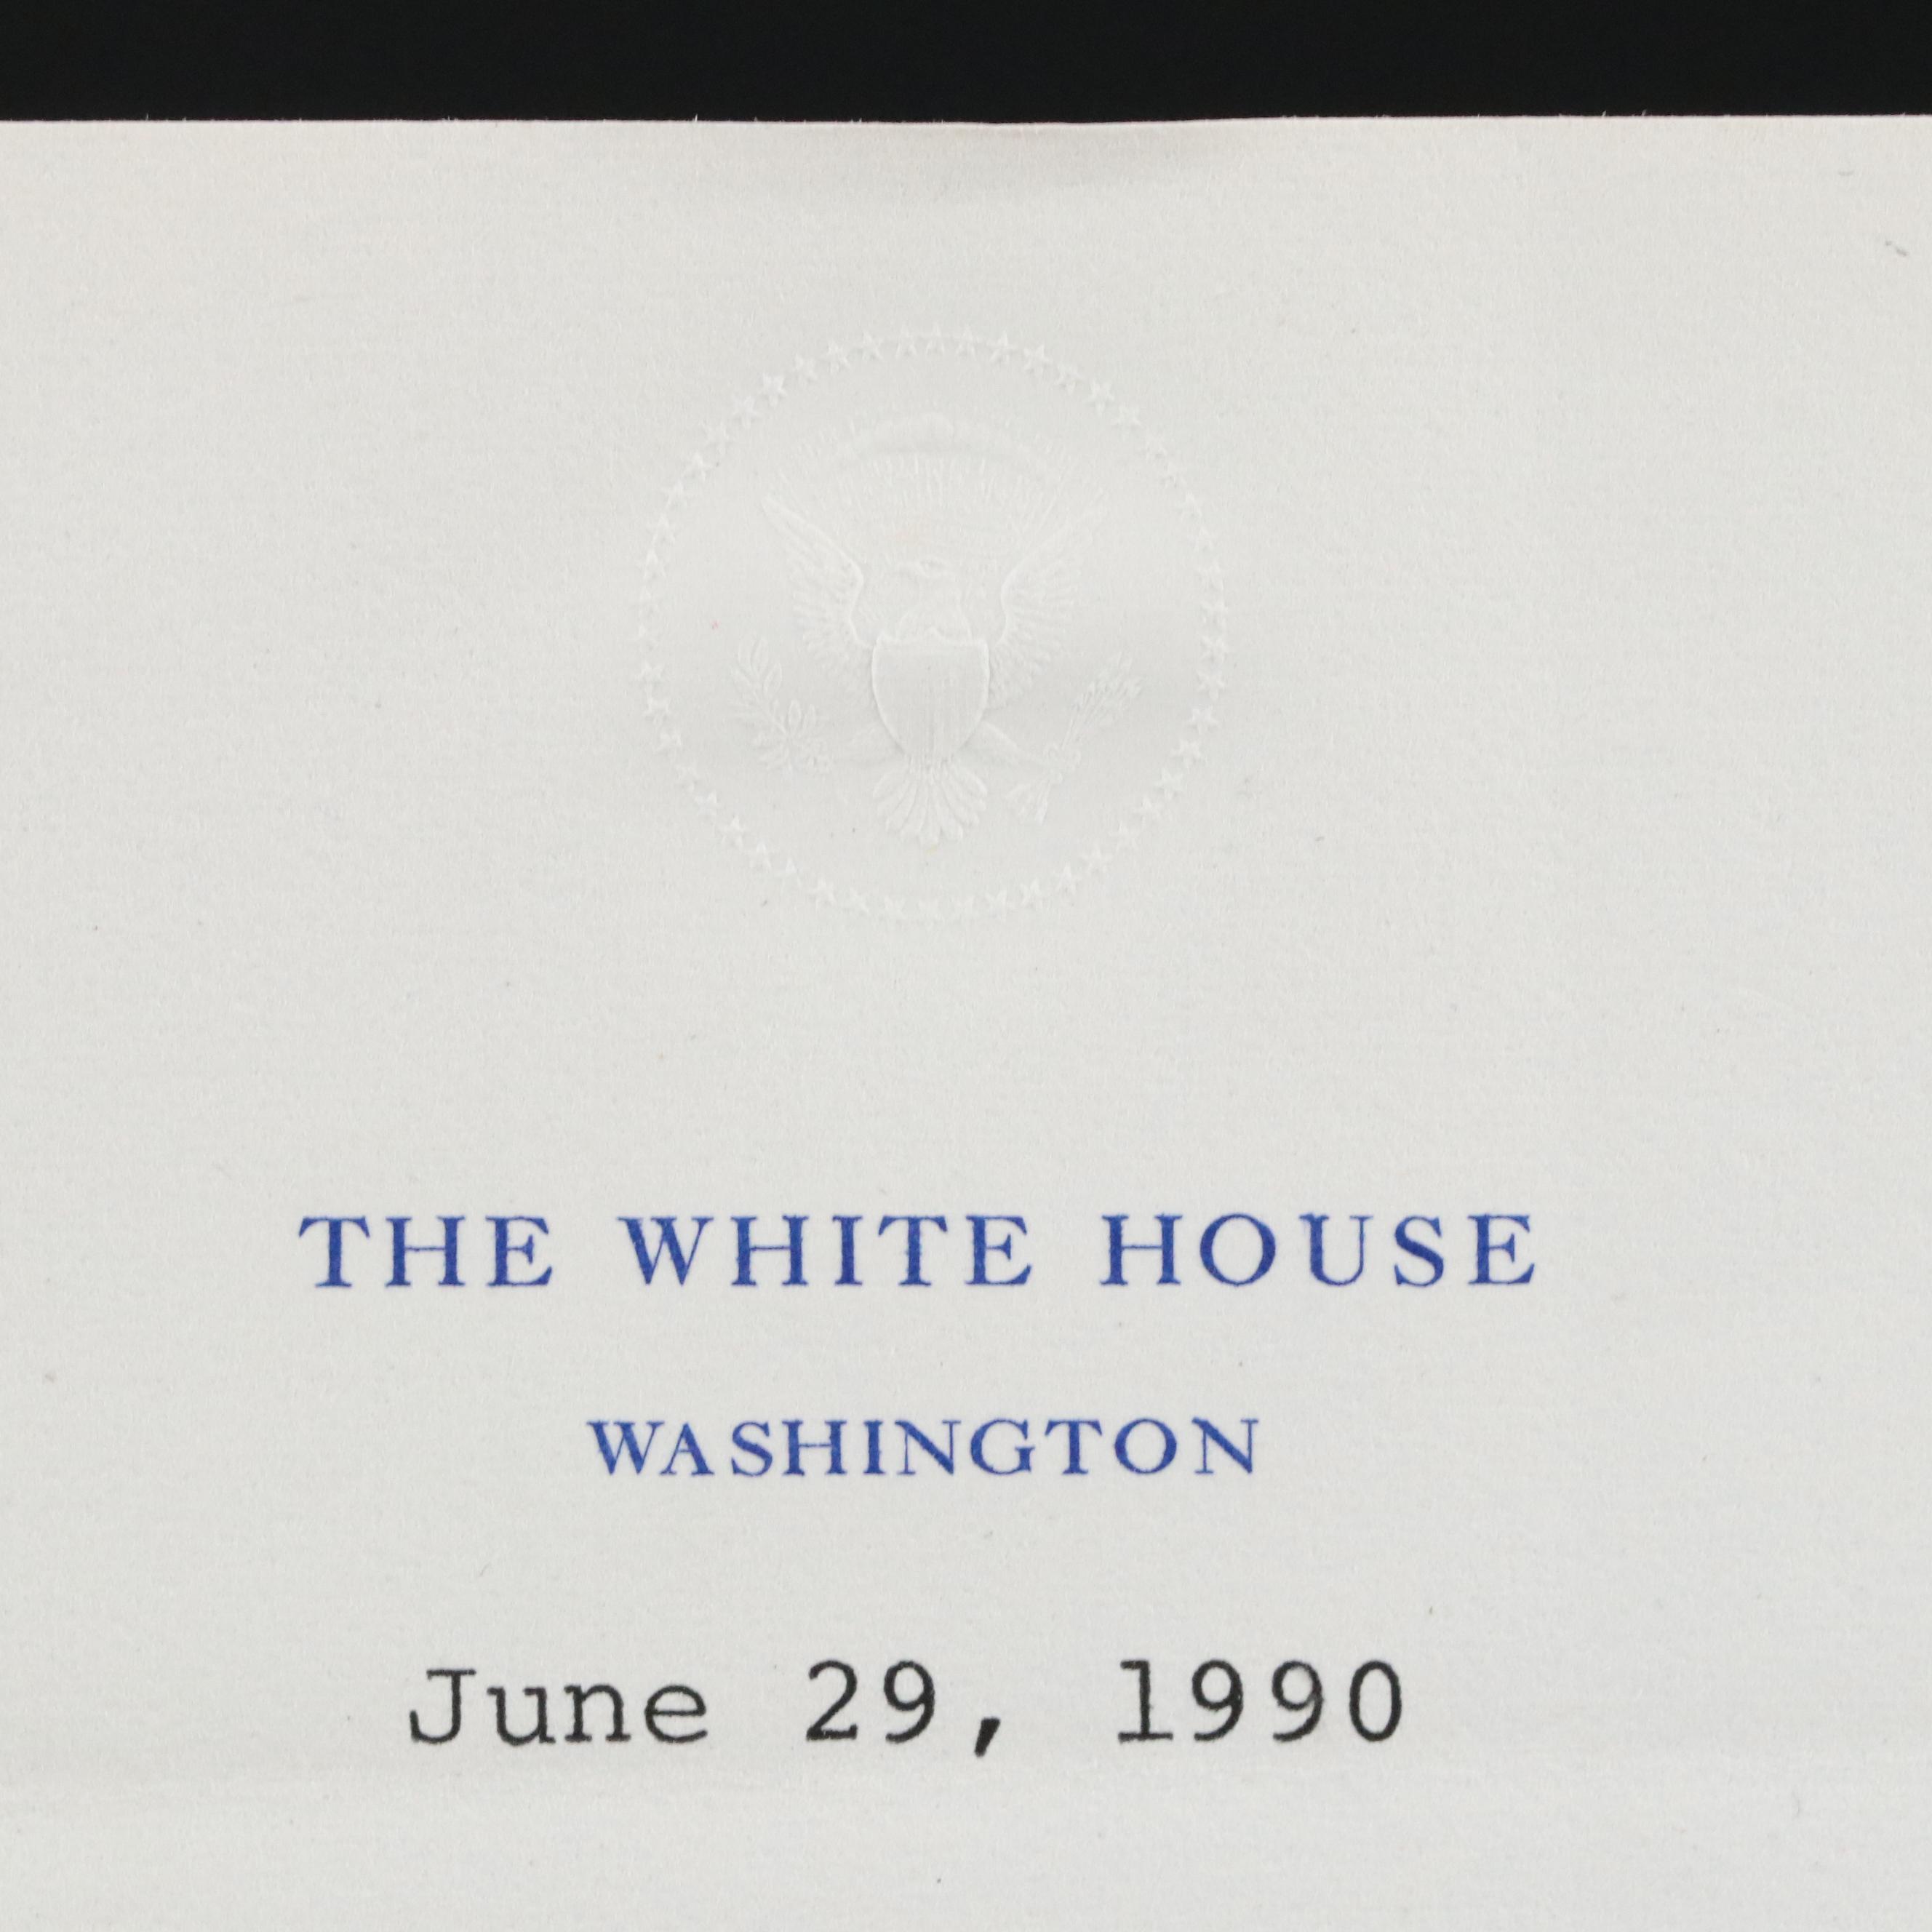 THE WHITE HOUSE
WASHINGTON
June 29, 1990